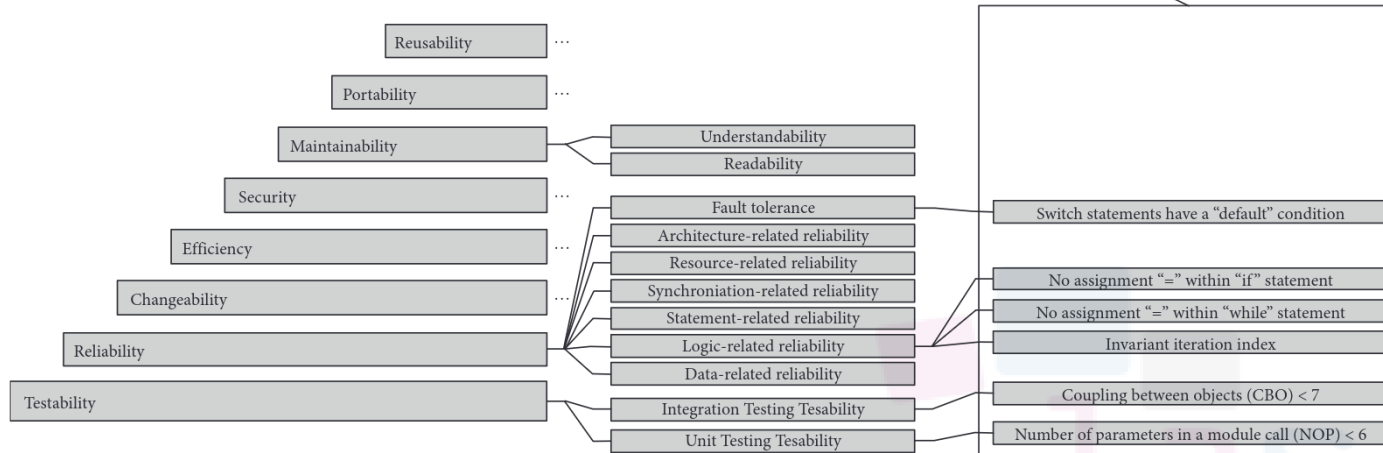 Reusability
...
Portability
...
Maintainability
Understandability
Readability
Security
...
Fault tolerance
Switch statements have a “default” condition
Architecture-related reliability
Efficiency
...
Resource-related reliability
No assignment “=” within “if” statement
Synchroniation-related reliability
Changeability
...
No assignment “=” within “while” statement
Statement-related reliability
Reliability
Logic-related reliability
Invariant iteration index
Data-related reliability
Testability
Integration Testing Tesability
Coupling between objects (CBO) < 7
Unit Testing Tesability
Number of parameters in a module call (NOP) < 6